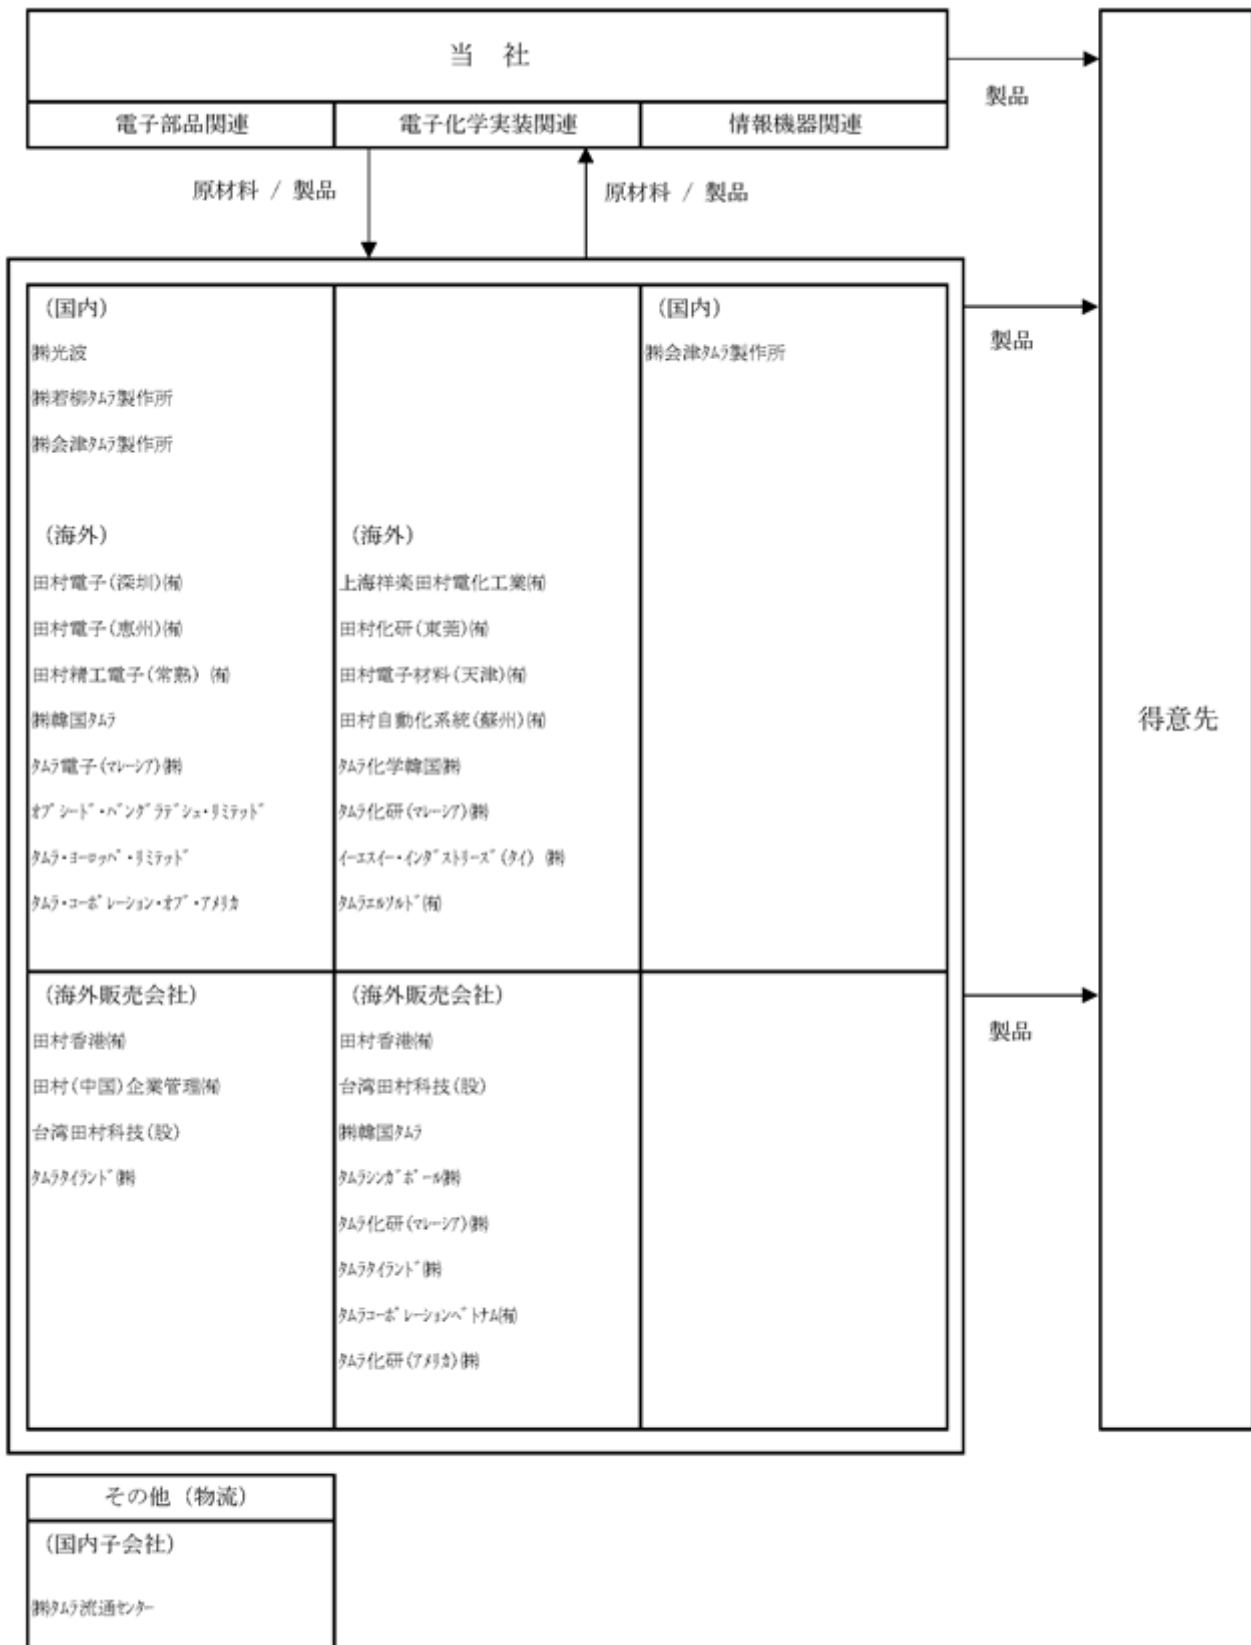 当 社
製品
電子部品関連
電子化学実装関連
情報機器関連
原材料 / 製品
原材料 / 製品
(国内)
㈱光波
㈱若柳ﾀﾑﾗ製作所
㈱会津ﾀﾑﾗ製作所
(海外)
田村電子(深圳)㈲
田村電子(恵州)㈲
田村精工電子(常熟) ㈲
㈱韓国ﾀﾑﾗ
ﾀﾑﾗ電子(ﾏﾚｰｼｱ)㈱
ｵﾌﾟｼｰﾄﾞ・ﾊﾞﾝｸﾞﾗﾃﾞｼｭ・ﾘﾐﾃｯﾄﾞ
ﾀﾑﾗ・ﾖｰﾛｯﾊﾟ・ﾘﾐﾃｯﾄﾞ
ﾀﾑﾗ・ｺｰﾎﾟﾚｰｼｮﾝ・ｵﾌﾞ・ｱﾒﾘｶ
(海外)
上海祥楽田村電化工業㈲
田村化研(東莞)㈲
田村電子材料(天津)㈲
田村自動化系統(蘇州)㈲
ﾀﾑﾗ化学韓国㈱
ﾀﾑﾗ化研(ﾏﾚｰｼｱ)㈱
ｲｰｴｽｲｰ・ｲﾝﾀﾞｽﾄﾘｰｽﾞ(ﾀｲ) ㈱
ﾀﾑﾗｴﾙｿﾙﾄﾞ㈲
(国内)
㈱会津ﾀﾑﾗ製作所
製品
得意先
(海外販売会社)
田村香港㈲
田村(中国)企業管理㈲
台湾田村科技(股)
ﾀﾑﾗﾀｲﾗﾝﾄﾞ㈱
(海外販売会社)
田村香港㈲
台湾田村科技(股)
㈱韓国ﾀﾑﾗ
ﾀﾑﾗｼﾝｶﾞﾎﾟｰﾙ㈱
ﾀﾑﾗ化研(ﾏﾚｰｼｱ)㈱
ﾀﾑﾗﾀｲﾗﾝﾄﾞ㈱
ﾀﾑﾗｺｰﾎﾟﾚｰｼｮﾝﾍﾞﾄﾅﾑ㈲
ﾀﾑﾗ化研(ｱﾒﾘｶ)㈱
製品
その他 (物流)
(国内子会社)
㈱ﾀﾑﾗ流通ｾﾝﾀｰ